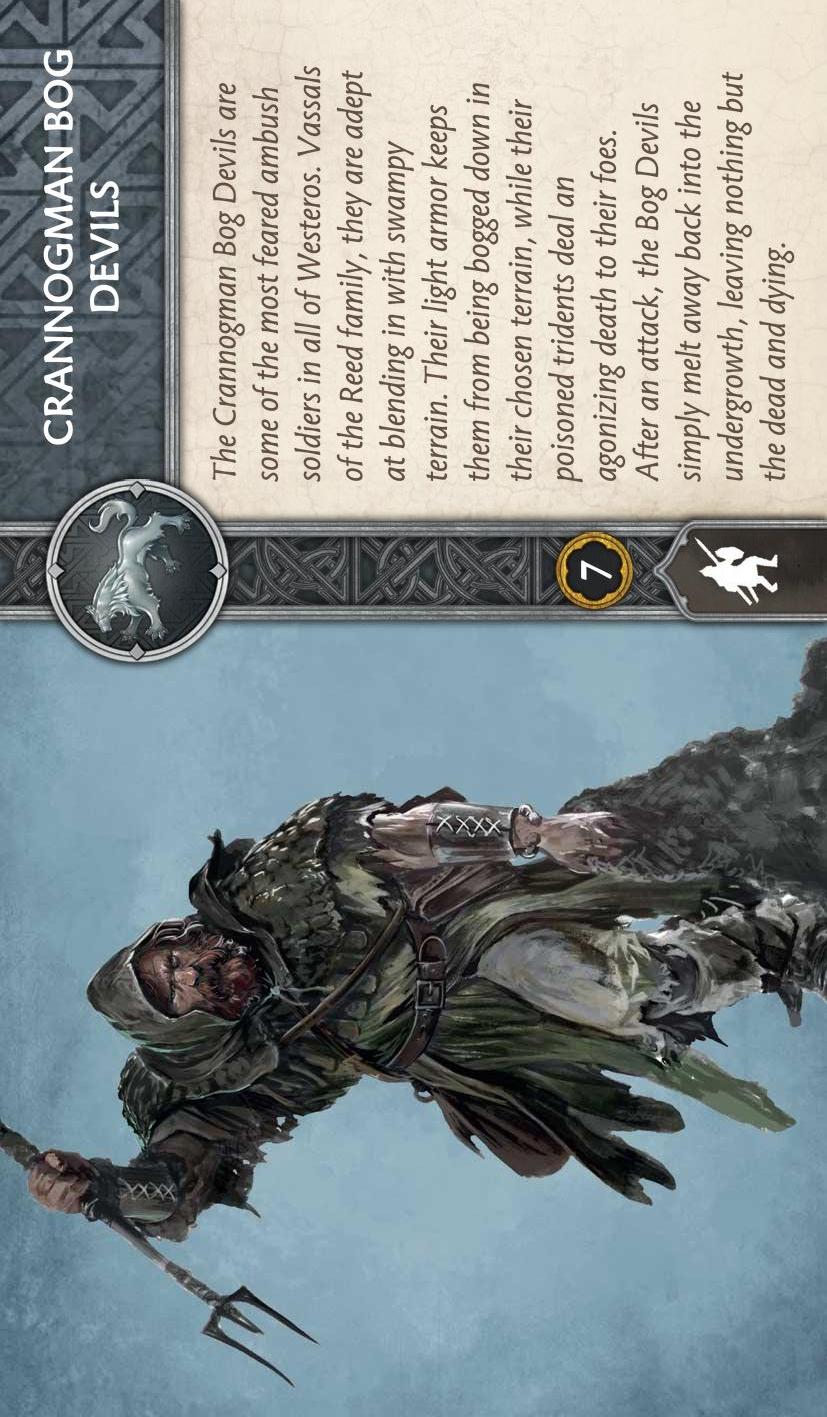 CRANNOGMAN BOG
DEVILS
The Crannogman Bog Devils are
some of the most feared ambush
soldiers in all of Westeros. Vassals
of the Reed family, they are adept
at blending in with swampy
terrain. Their light armor keeps
them from being bogged down in
their chosen terrain, while their
poisoned tridents deal an
agonizing death to their foes.
After an attack, the Bog Devils
simply melt away back into the
undergrowth, leaving nothing but
the dead and dying.
7